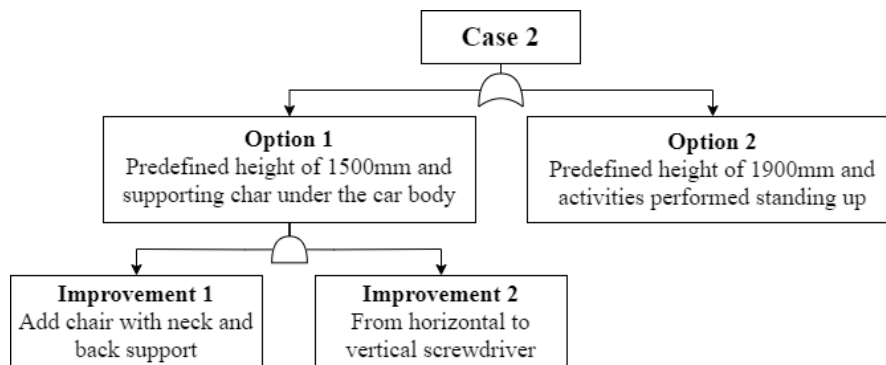 Case 2
Option 1
Predefined height of 1500mm and
supporting char under the car body
Option 2
Predefined height of 1900mm and
activities performed standing up
Improvement 1
Add chair with neck and
back support
Improvement 2
From horizontal to
vertical screwdriver